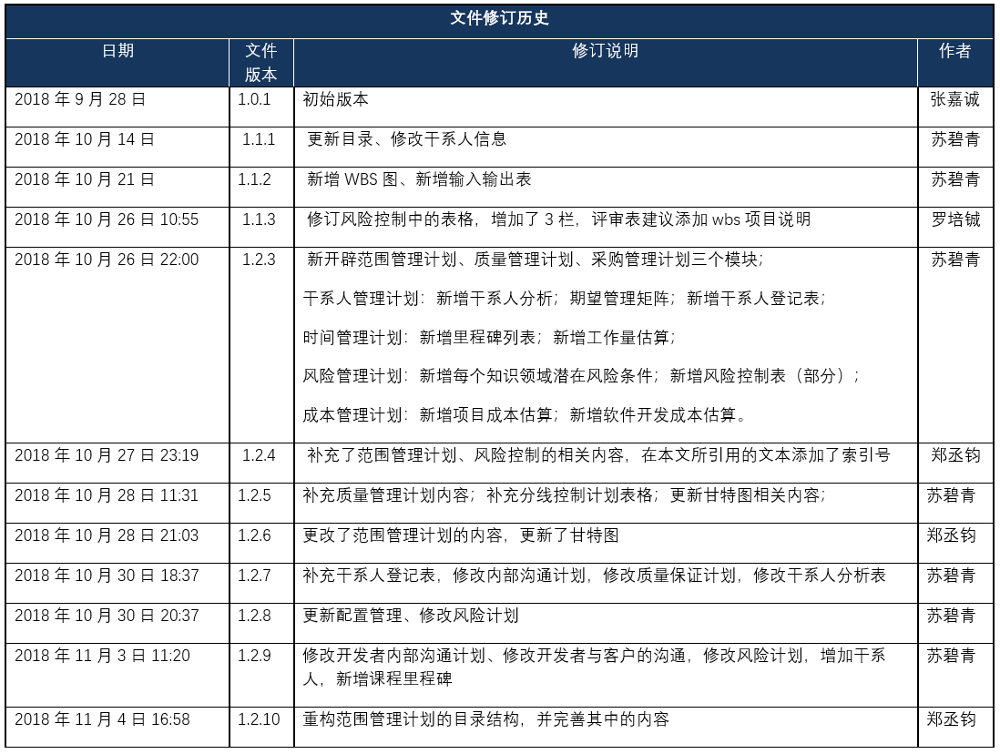 文件修订历史
日期 文件版本 修订说明 作者
2018 年 9 月 28 日 1.0.1 初始版本 张嘉诚
2018 年 10 月 14 日 1.1.1 更新目录、修改干系人信息 苏碧青
2018 年 10 月 21 日 1.1.2 新增 WBS 图、新增输入输出表 苏碧青
2018 年 10 月 26 日 10:55 1.1.3 修订风险控制中的表格，增加了 3 栏，评审表建议添加 wbs 项目说明 罗培铖
2018 年 10 月 26 日 22:00 1.2.3 新开辟范围管理计划、质量管理计划、采购管理计划三个模块； 苏碧青
干系人管理计划：新增干系人分析；期望管理矩阵；新增干系人登记表；
时间管理计划：新增里程碑列表；新增工作量估算；
风险管理计划：新增每个知识领域潜在风险条件；新增风险控制表（部分）；
成本管理计划：新增项目成本估算；新增软件开发成本估算。
2018 年 10 月 27 日 23:19 1.2.4 补充了范围管理计划、风险控制的相关内容，在本文所引用的文本添加了索引号 郑丞钧
2018 年 10 月 28 日 11:31 1.2.5 补充质量管理计划内容；补充分线控制计划表格；更新甘特图相关内容； 苏碧青
2018 年 10 月 28 日 21:03 1.2.6 更改了范围管理计划的内容，更新了甘特图 郑丞钧
2018 年 10 月 30 日 18:37 1.2.7 补充干系人登记表，修改内部沟通计划，修改质量保证计划，修改干系人分析表 苏碧青
2018 年 10 月 30 日 20:37 1.2.8 更新配置管理、修改风险计划 苏碧青
2018 年 11 月 3 日 11:20 1.2.9 修改开发者内部沟通计划、修改开发者与客户的沟通，修改风险计划，增加干系 苏碧青
人，新增课程里程碑
2018 年 11 月 4 日 16:58 1.2.10 重构范围管理计划的目录结构，并完善其中的内容 郑丞钧